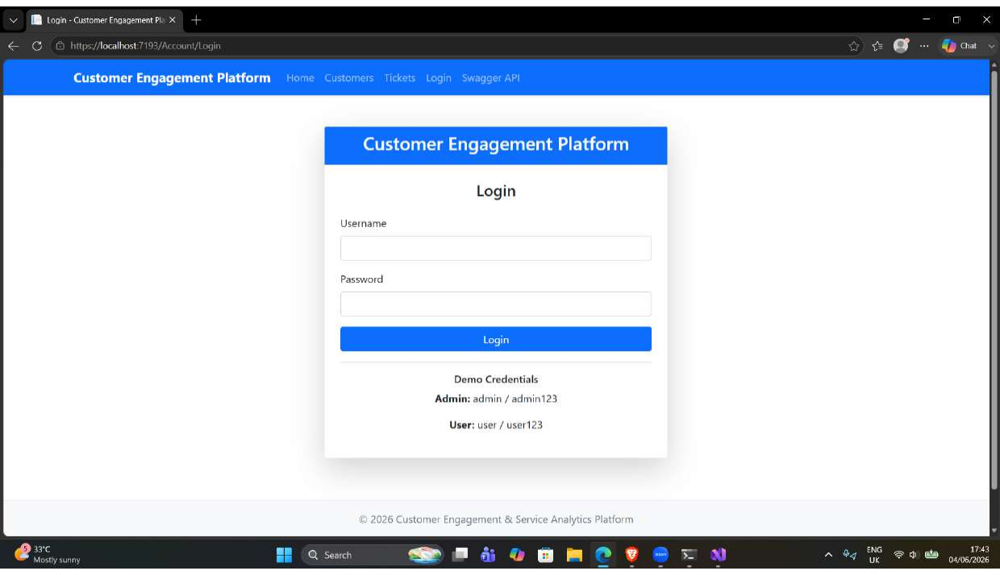 Login - Customer Engagement Pla
https://localhost:7193/Account/Login
Chat
Customer Engagement Platform Home Customers Tickets Login Swagger API
Customer Engagement Platform
Login
Username
Password
Login
Demo Credentials
Admin: admin / admin123
User: user / user123
© 2026 Customer Engagement & Service Analytics Platform
5
33°C
Mostly sunny
Search
zoom
ENG
UK
17:43
04/06/2026